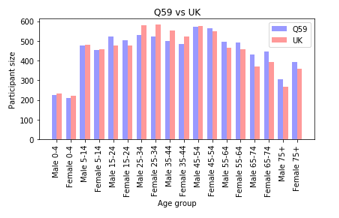 Q59 vs UK
Q59
UK
Participant size
600
500
400
300
200
100
0
Male 0-4
Female 0-4
Male 5-14
Female 5-14
Male 15-24
Female 15-24
Male 25-34
Female 25-34
Male 35-44
Female 35-44
Male 45-54
Female 45-54
Male 55-64
Female 55-64
Male 65-74
Female 65-74
Male 75+
Female 75+
Age group